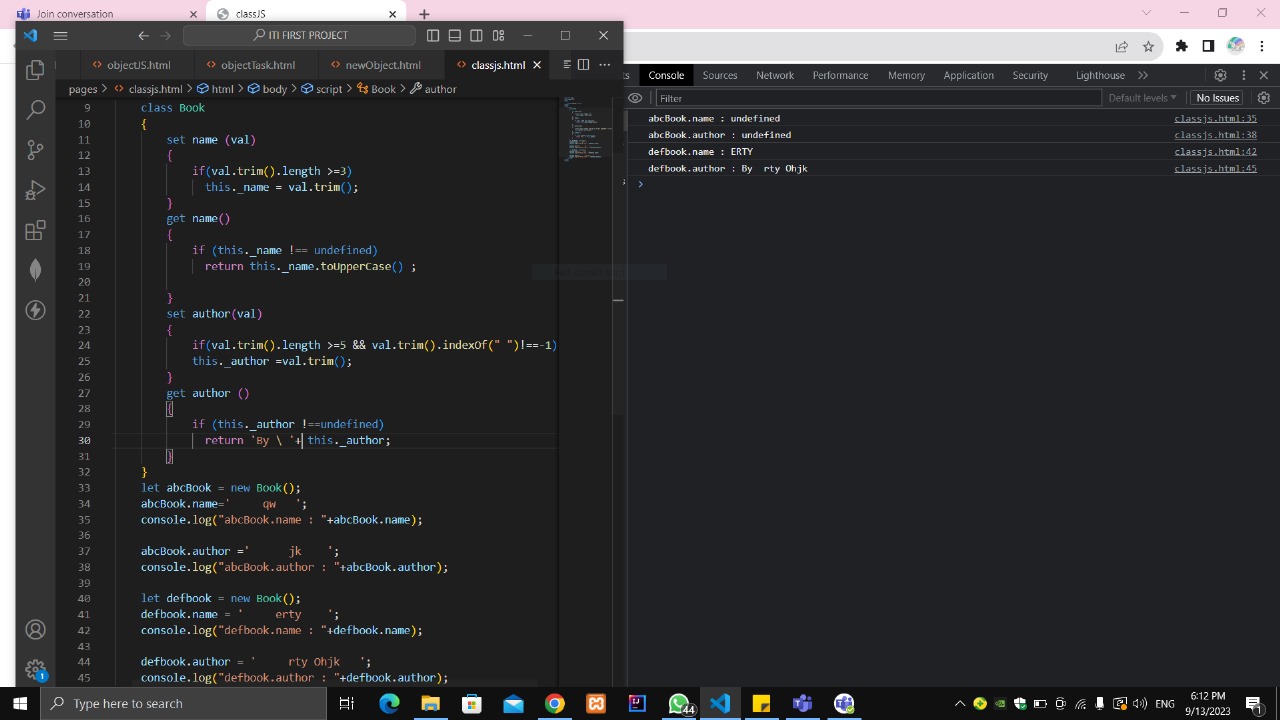 Join conversation
classJS
ITI FIRST PROJECT
objectJS.html
objectTask.html
newObject.html
classjs.html
pages > classjs.html > html > body > script > Book > author
9 class Book
10 {
11 set name (val)
12 {
13 if(val.trim().length >=3)
14 this._name = val.trim();
15 }
16 get name()
17 {
18 if (this._name !== undefined)
19 return this._name.toUpperCase() ;
20
21 }
22 set author(val)
23 {
24 if(val.trim().length >=5 && val.trim().indexOf(" ")!==-1)
25 this._author =val.trim();
26 }
27 get author ()
28 {
29 if (this._author !==undefined)
30 return 'By \ '+ this._author;
31 }
32 }
33 let abcBook = new Book();
34 abcBook.name='     qw   ';
35 console.log("abcBook.name : "+abcBook.name);
36
37 abcBook.author ='      jk    ';
38 console.log("abcBook.author : "+abcBook.author);
39
40 let defbook = new Book();
41 defbook.name = '     erty    ';
42 console.log("defbook.name : "+defbook.name);
43
44 defbook.author = '     rty Ohjk   ';
45 console.log("defbook.author : "+defbook.author);
1
Console
Sources
Network
Performance
Memory
Application
Security
Lighthouse
Filter
Default levels
No Issues
abcBook.name : undefined classjs.html:35
abcBook.author : undefined classjs.html:38
defbook.name : ERTY classjs.html:42
defbook.author : By  rty Ohjk classjs.html:45
Type here to search
44
6:12 PM
9/13/2023
1